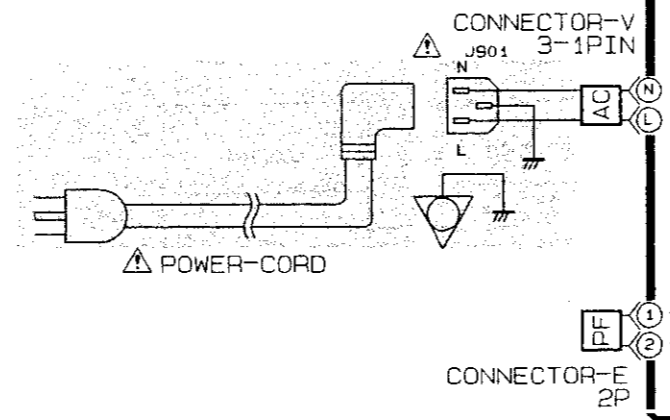 CONNECTOR-V
3-1PIN
J901
N
AC
N
L
L
POWER-CORD
PF
1
2
CONNECTOR-E
2P